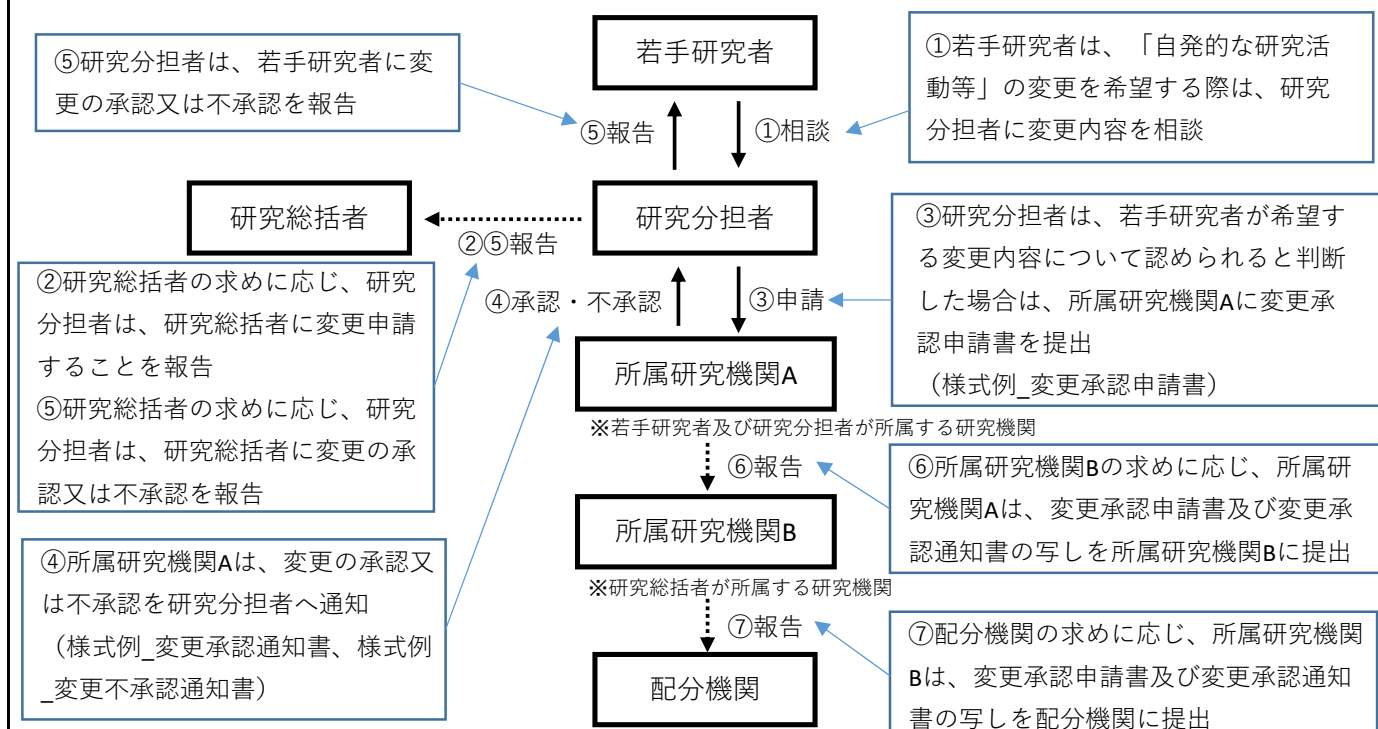 若手研究者
⑤研究分担者は、若手研究者に変
更の承認又は不承認を報告
①若手研究者は、「自発的な研究活
動等」の変更を希望する際は、研究
分担者に変更内容を相談
⑤報告
①相談
研究総括者
研究分担者
②⑤報告
③研究分担者は、若手研究者が希望す
る変更内容について認められると判断
した場合は、所属研究機関Aに変更承
認申請書を提出
（様式例_変更承認申請書）
②研究総括者の求めに応じ、研究
分担者は、研究総括者に変更申請
することを報告
⑤研究総括者の求めに応じ、研究
分担者は、研究総括者に変更の承
認又は不承認を報告
④承認・不承認
③申請
所属研究機関A
※若手研究者及び研究分担者が所属する研究機関
⑥報告
⑥所属研究機関Bの求めに応じ、所属研
究機関Aは、変更承認申請書及び変更承
認通知書の写しを所属研究機関Bに提出
所属研究機関B
※研究総括者が所属する研究機関
④所属研究機関Aは、変更の承認又
は不承認を研究分担者へ通知
（様式例_変更承認通知書、様式例
_変更不承認通知書）
⑦報告
⑦配分機関の求めに応じ、所属研究機関
Bは、変更承認申請書及び変更承認通知
書の写しを配分機関に提出
配分機関